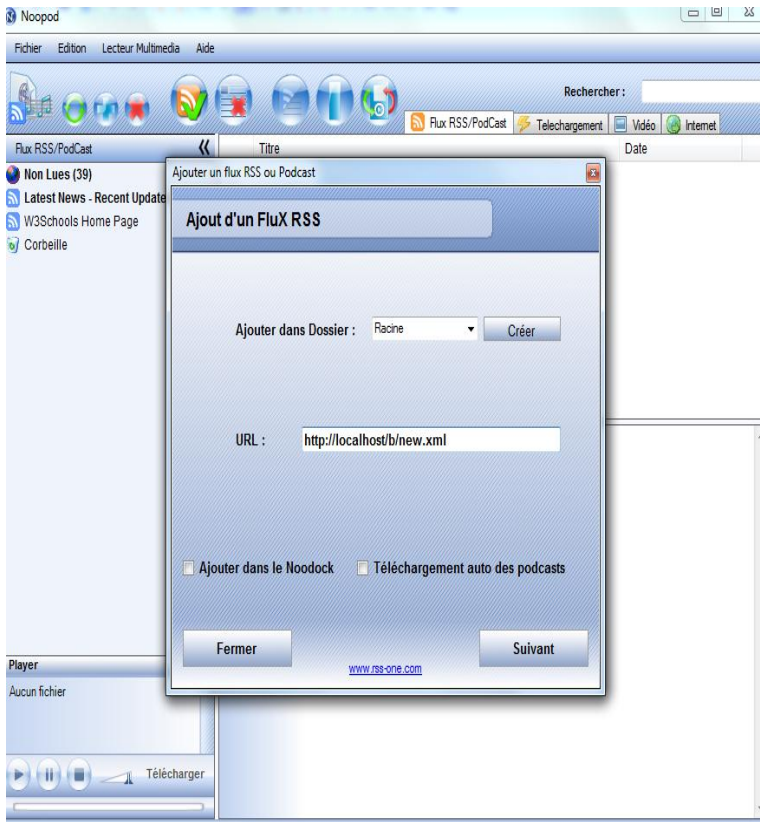 Noopod
Fichier Edition Lecteur Multimedia Aide
Rechercher :
Flux RSS/PodCast Telechargement Vidéo Internet
Flux RSS/PodCast
Titre Date
Non Lues (39)
Latest News - Recent Update
W3Schools Home Page
Corbeille
Ajouter un flux RSS ou Podcast
Ajout d'un FluX RSS
Ajouter dans Dossier : Racine Créer
URL : http://localhost/b/new.xml
Ajouter dans le Noodock Téléchargement auto des podcasts
Fermer Suivant
www.rss-one.com
Player
Aucun fichier
Télécharger